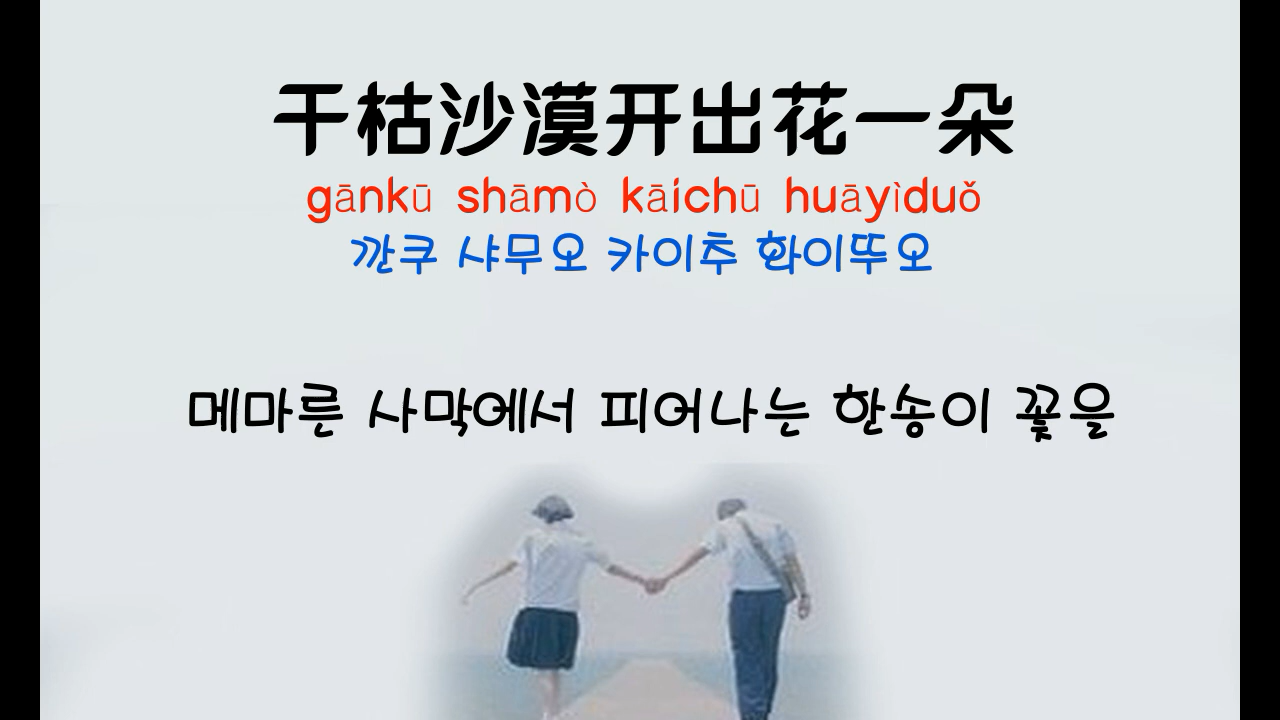 干枯沙漠开出花一朵
gānkū shāmò kāichū huāyìduǒ
깐쿠 샤무오 카이추 화이뚜오
메마른 사막에서 피어나는 한송이 꽃을